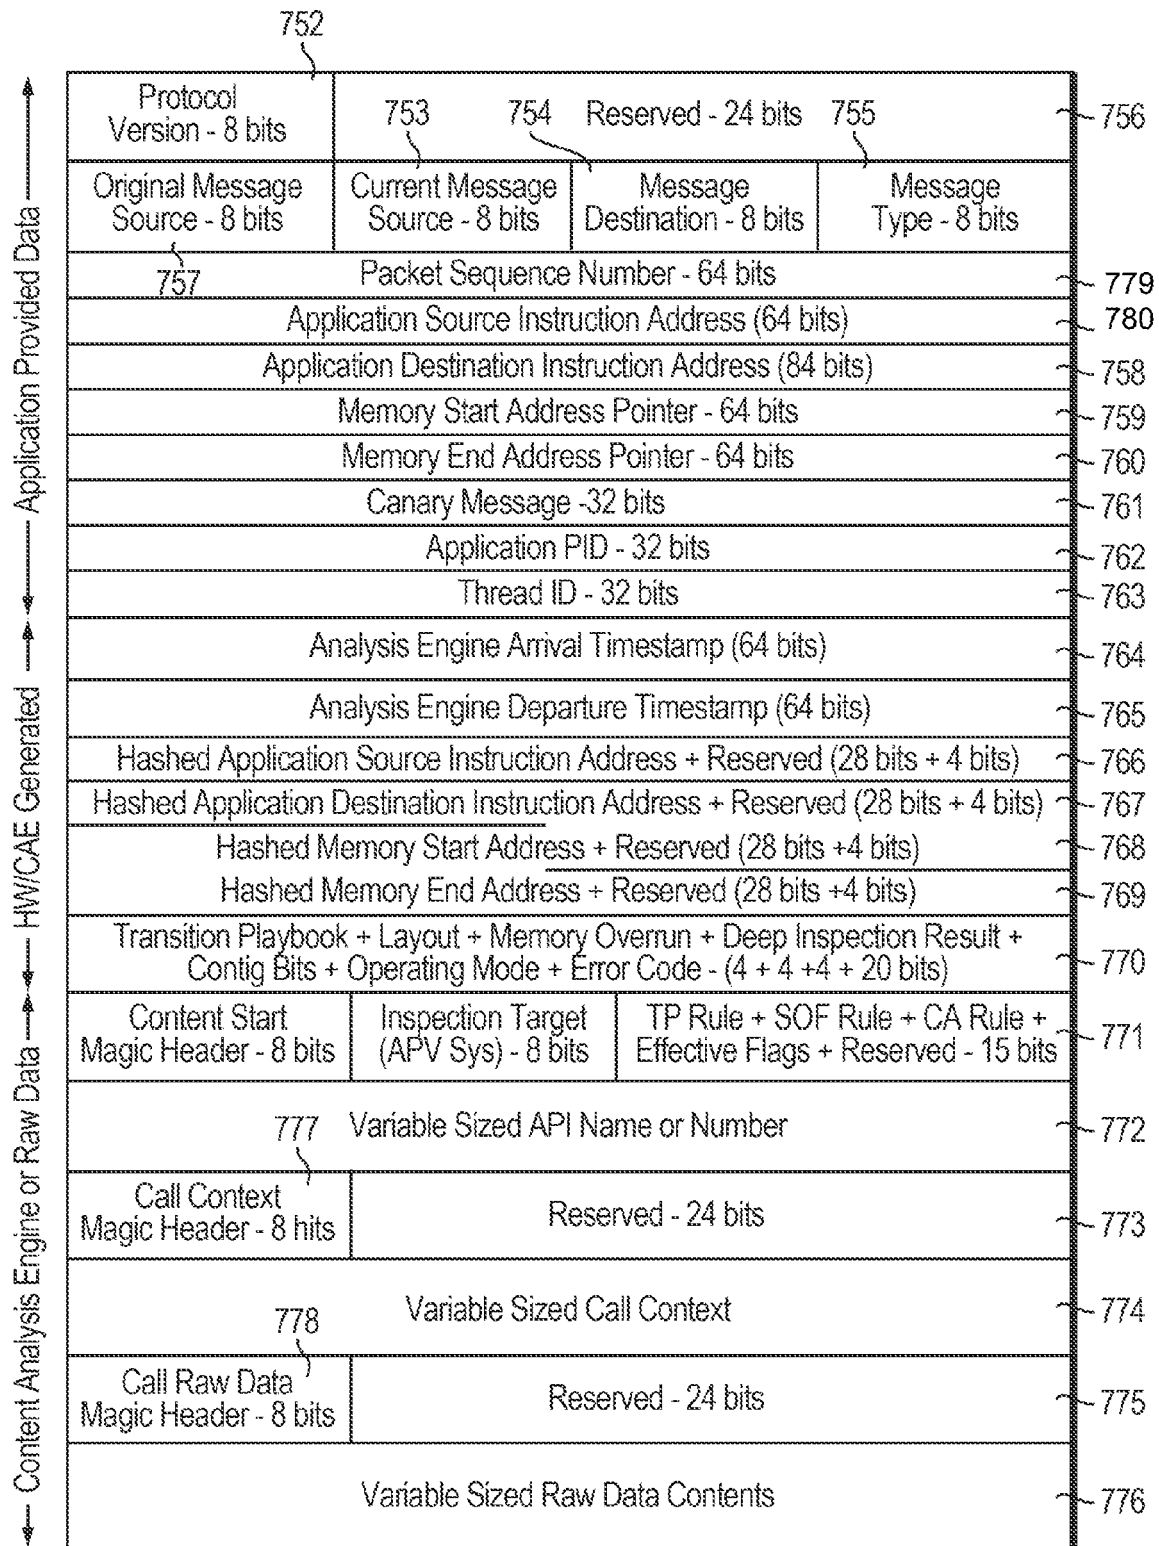 752
Protocol
Version - 8 bits
753
754
Reserved - 24 bits
755
756
Original Message
Source - 8 bits
Current Message
Source - 8 bits
Message
Destination - 8 bits
Message
Type - 8 bits
757
Packet Sequence Number - 64 bits
779
Application Source Instruction Address (64 bits)
780
Application Destination Instruction Address (84 bits)
758
Memory Start Address Pointer - 64 bits
759
Memory End Address Pointer - 64 bits
760
Canary Message -32 bits
761
Application PID - 32 bits
762
Thread ID - 32 bits
763
Application Provided Data
Analysis Engine Arrival Timestamp (64 bits)
764
Analysis Engine Departure Timestamp (64 bits)
765
Hashed Application Source Instruction Address + Reserved (28 bits + 4 bits)
766
Hashed Application Destination Instruction Address + Reserved (28 bits + 4 bits)
767
Hashed Memory Start Address + Reserved (28 bits +4 bits)
768
Hashed Memory End Address + Reserved (28 bits +4 bits)
769
Transition Playbook + Layout + Memory Overrun + Deep Inspection Result +
Contig Bits + Operating Mode + Error Code - (4 + 4 +4 + 20 bits)
770
HW/CAE Generated
Content Start
Magic Header - 8 bits
Inspection Target
(APV Sys) - 8 bits
TP Rule + SOF Rule + CA Rule +
Effective Flags + Reserved - 15 bits
771
Variable Sized API Name or Number
772
777
Call Context
Magic Header - 8 hits
Reserved - 24 bits
773
Variable Sized Call Context
774
778
Call Raw Data
Magic Header - 8 bits
Reserved - 24 bits
775
Variable Sized Raw Data Contents
776
Content Analysis Engine or Raw Data